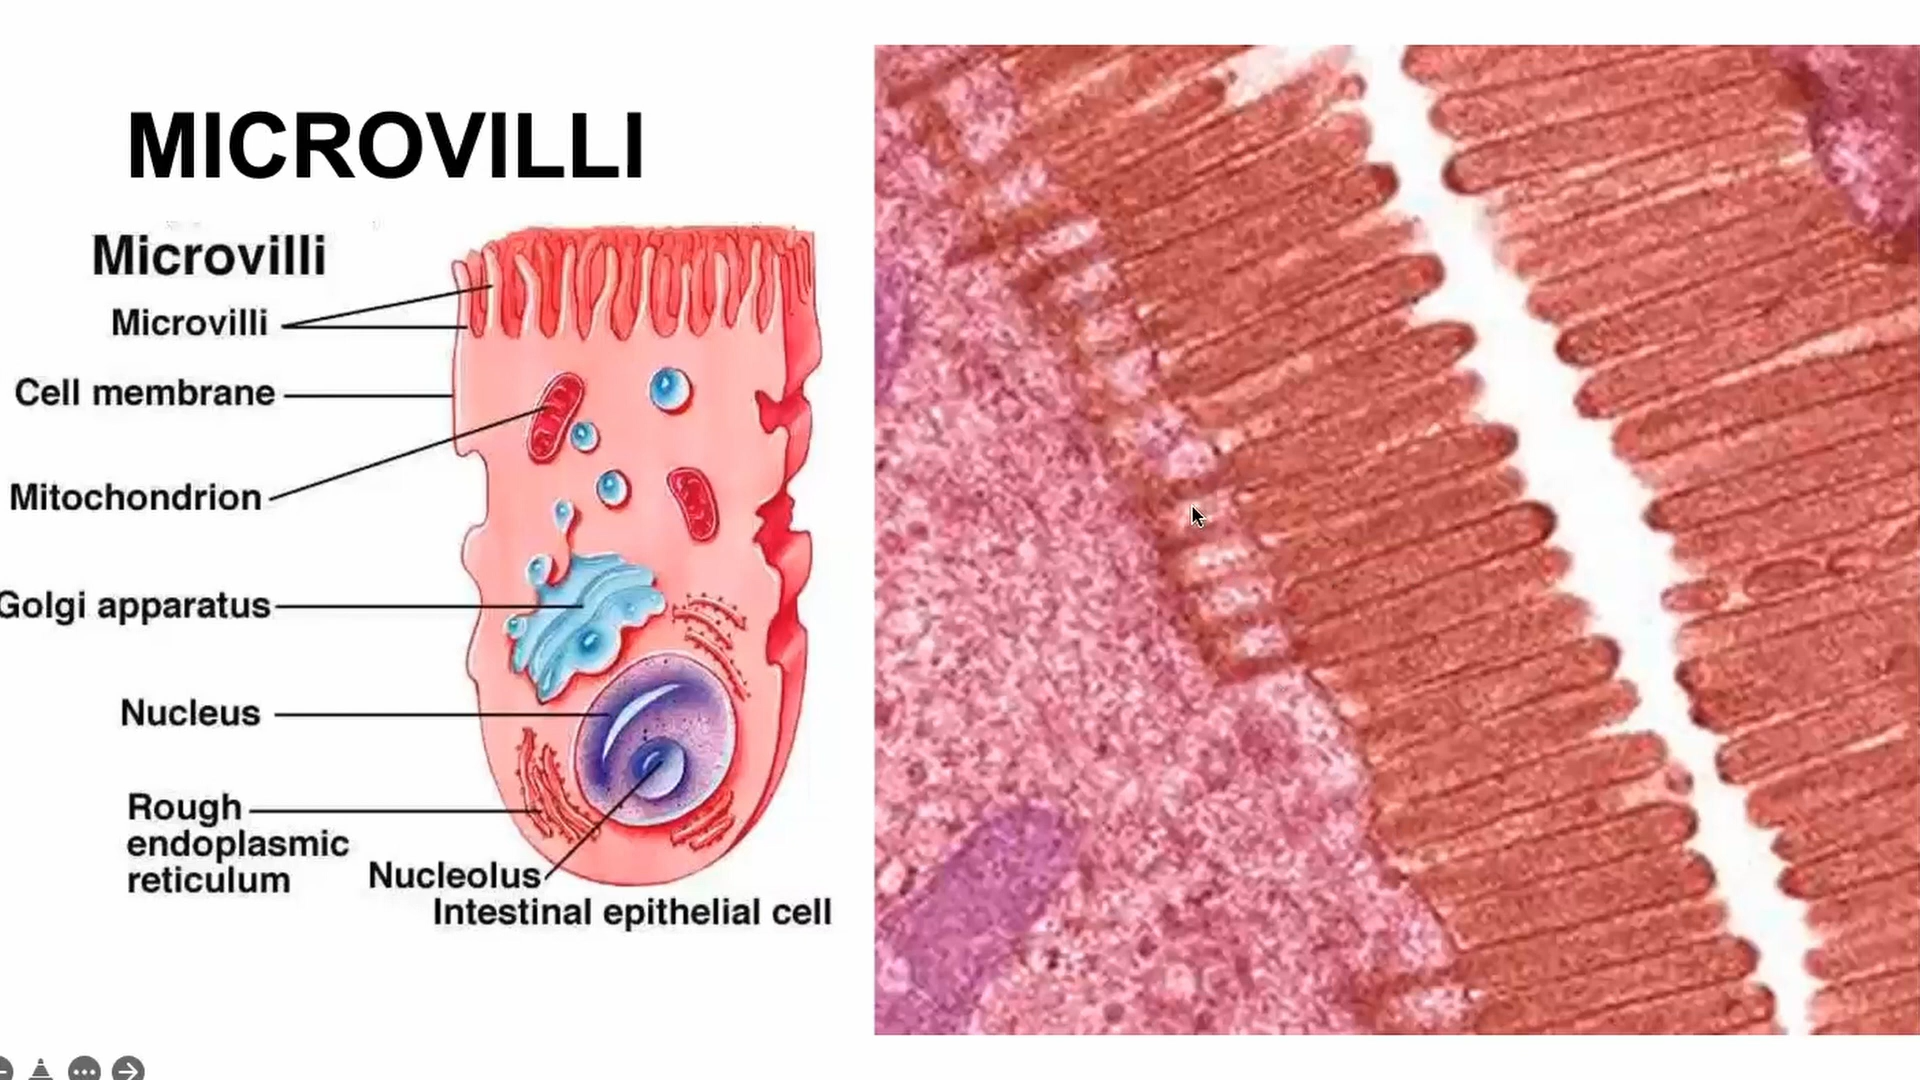 MICROVILLI
Microvilli
Microvilli
Cell membrane
Mitochondrion
Golgi apparatus
Nucleus
Rough
endoplasmic
reticulum
Nucleolus
Intestinal epithelial cell